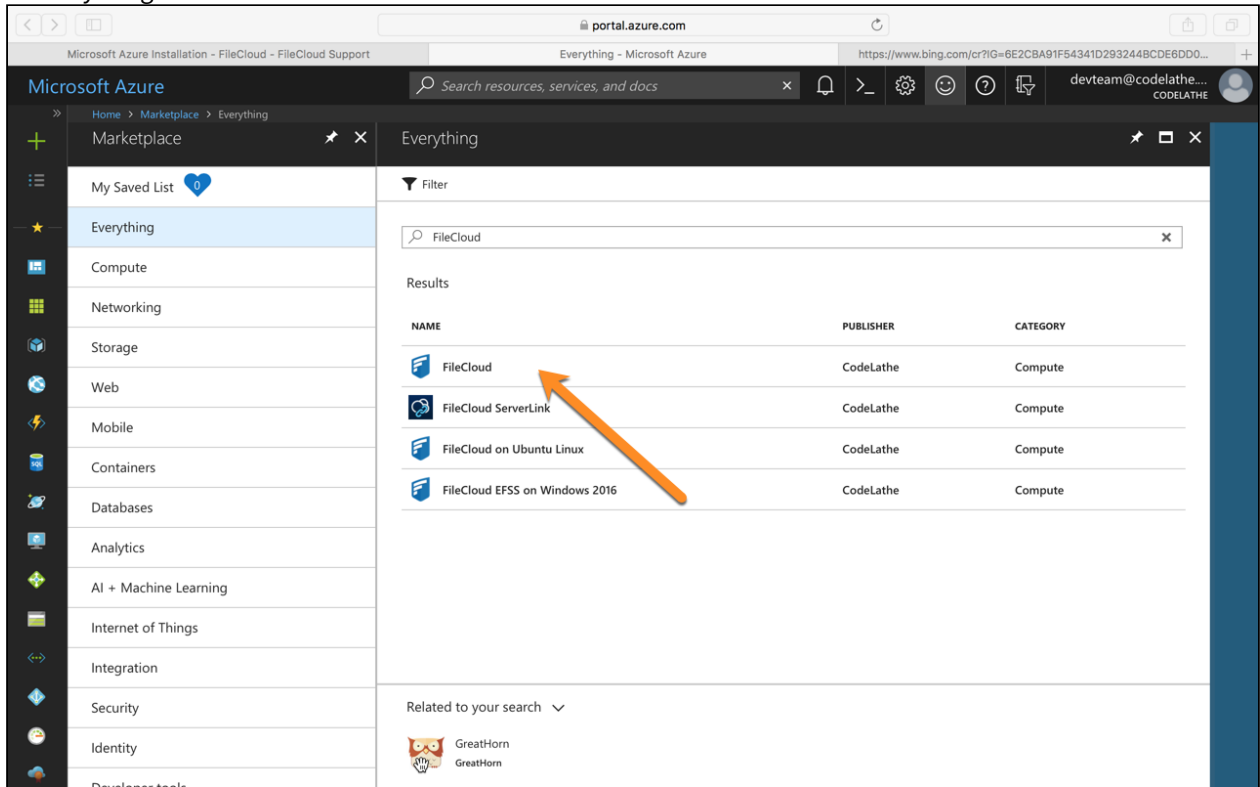 portal.azure.com
Microsoft Azure Installation - FileCloud - FileCloud Support
Everything - Microsoft Azure
https://www.bing.com/cr?IG=6E2CBA91F54341D293244BCDE6DD0...
Microsoft Azure
Search resources, services, and docs
devteam@codelathe....
CODELATHE
Home > Marketplace > Everything
Marketplace
Everything
My Saved List 0
Filter
Everything
FileCloud
Compute
Results
Networking
NAME PUBLISHER CATEGORY
Storage
FileCloud CodeLathe Compute
Web
FileCloud ServerLink CodeLathe Compute
Mobile
FileCloud on Ubuntu Linux CodeLathe Compute
Containers
SQL
FileCloud EFSS on Windows 2016 CodeLathe Compute
Databases
Analytics
AI + Machine Learning
Internet of Things
Integration
Security
Related to your search
Identity
GreatHorn
GreatHorn
Developer tools